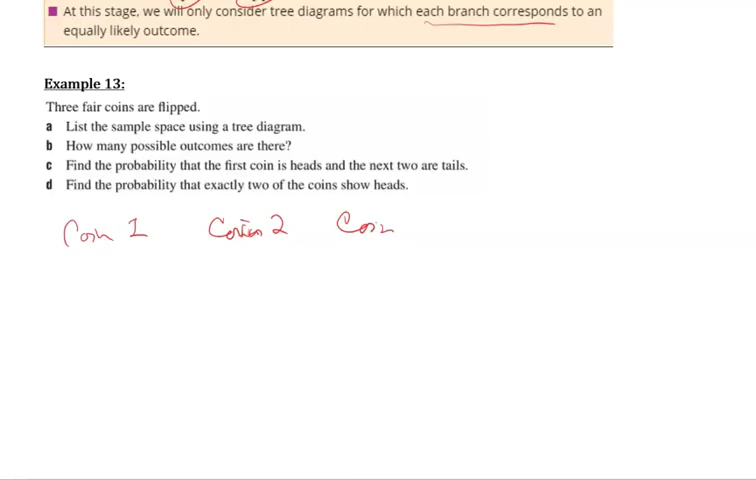 ■ At this stage, we will only consider tree diagrams for which each branch corresponds to an
equally likely outcome.
Example 13:
Three fair coins are flipped.
a List the sample space using a tree diagram.
b How many possible outcomes are there?
c Find the probability that the first coin is heads and the next two are tails.
d Find the probability that exactly two of the coins show heads.
Coin 1 2 Coin